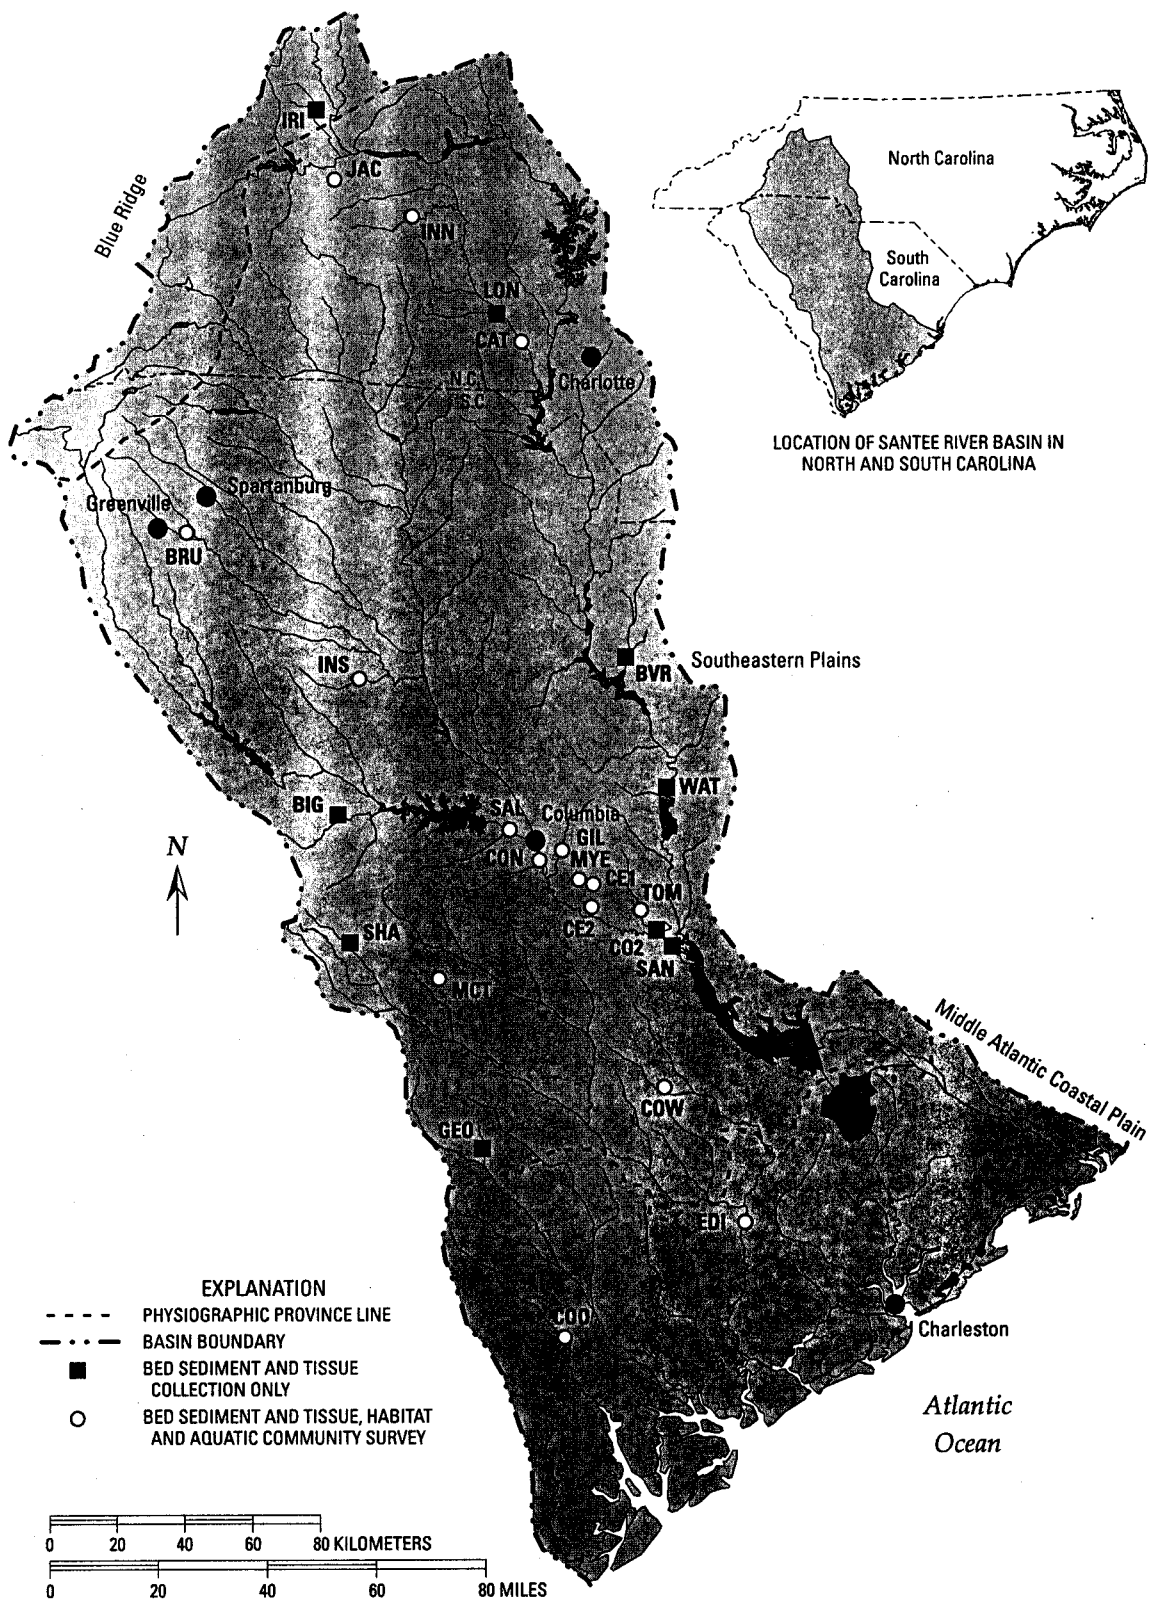 IRI
JAC
Blue Ridge
INN
LON
CAT
Charlotte
N.C.
S.C.
North Carolina
South
Carolina
LOCATION OF SANTEE RIVER BASIN IN
NORTH AND SOUTH CAROLINA
Spartanburg
Greenville
BRU
INS
BVR
Southeastern Plains
WAT
BIG
SAL
Columbia
GIL
CON
MYE
CE1
TOM
CE2
CO2
SAN
N
SHA
MCT
Middle Atlantic Coastal Plain
COW
GEO
EDI
COO
Charleston
Atlantic
Ocean
EXPLANATION
PHYSIOGRAPHIC PROVINCE LINE
BASIN BOUNDARY
BED SEDIMENT AND TISSUE
COLLECTION ONLY
BED SEDIMENT AND TISSUE, HABITAT
AND AQUATIC COMMUNITY SURVEY
0 20 40 60 80 KILOMETERS
0 20 40 60 80 MILES